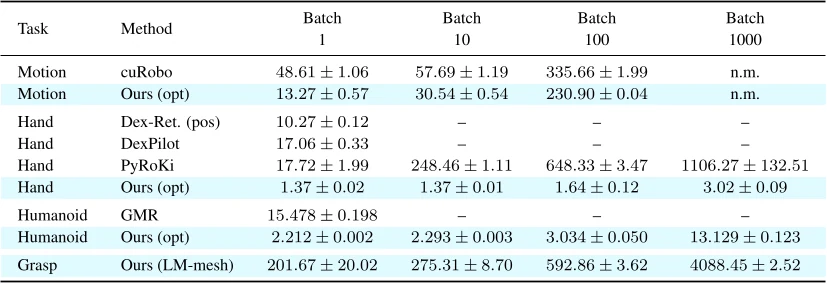 Task Method Batch 1 Batch 10 Batch 100 Batch 1000
Motion cuRobo 48.61 ± 1.06 57.69 ± 1.19 335.66 ± 1.99 n.m.
Motion Ours (opt) 13.27 ± 0.57 30.54 ± 0.54 230.90 ± 0.04 n.m.
Hand Dex-Ret. (pos) 10.27 ± 0.12 – – –
Hand DexPilot 17.06 ± 0.33 – – –
Hand PyRoKi 17.72 ± 1.99 248.46 ± 1.11 648.33 ± 3.47 1106.27 ± 132.51
Hand Ours (opt) 1.37 ± 0.02 1.37 ± 0.01 1.64 ± 0.12 3.02 ± 0.09
Humanoid GMR 15.478 ± 0.198 – – –
Humanoid Ours (opt) 2.212 ± 0.002 2.293 ± 0.003 3.034 ± 0.050 13.129 ± 0.123
Grasp Ours (LM-mesh) 201.67 ± 20.02 275.31 ± 8.70 592.86 ± 3.62 4088.45 ± 2.52